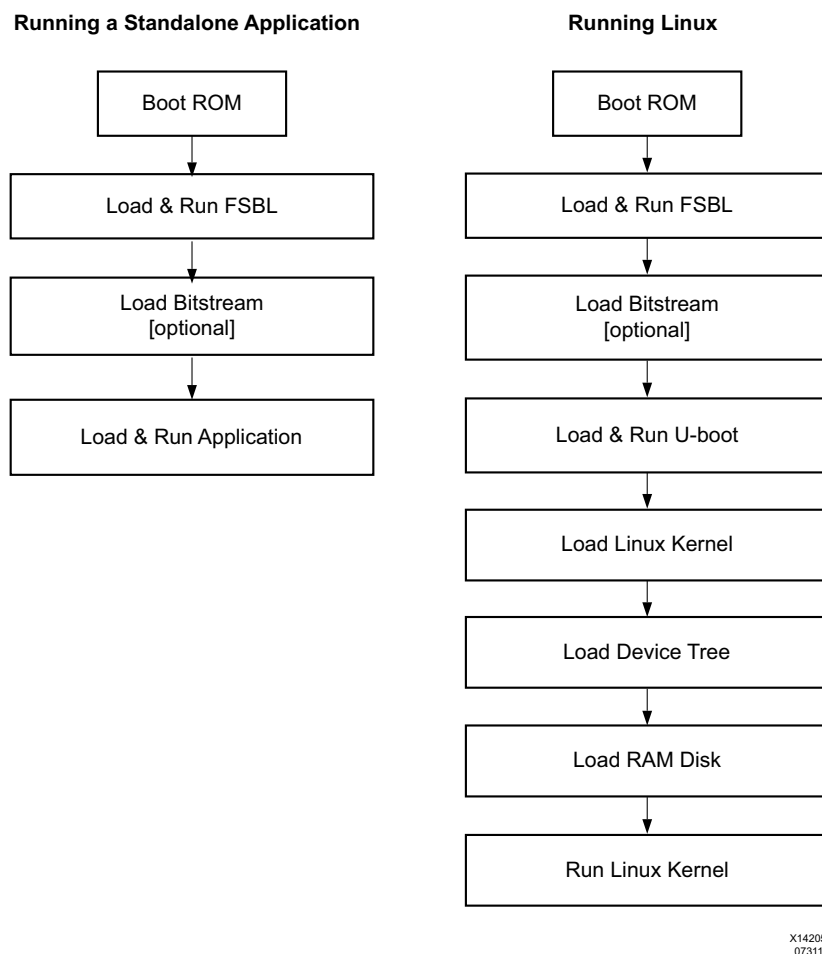 Running a Standalone Application
Boot ROM
Load & Run FSBL
Load Bitstream
[optional]
Load & Run Application
Running Linux
Boot ROM
Load & Run FSBL
Load Bitstream
[optional]
Load & Run U-boot
Load Linux Kernel
Load Device Tree
Load RAM Disk
Run Linux Kernel